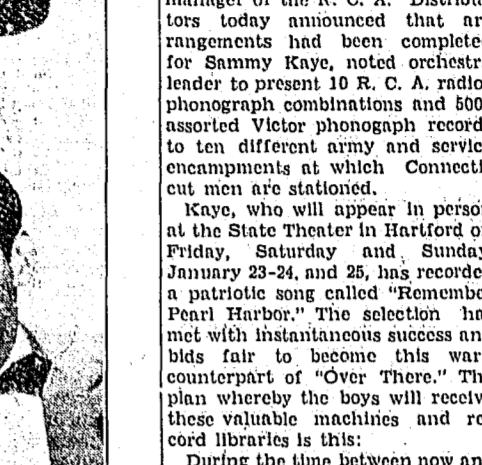 manager of the R. C. A. Distribu
tors today announced that ar
rangements had been complete
for Sammy Kaye, noted orchestr
leader to present 10 R. C. A. radio
phonograph combinations and 500
assorted Victor phonogaph record
to ten different army and servic
encampments at which Connecti
cut men are stationed.
Kaye, who will appear in perso
at the State Theater in Hartford o
Friday, Saturday and Sunday
January 23-24, and 25, has recorde
a patriotic song called "Remembe
Pearl Harbor." The selection ha
met with instantaneous success an
bids fair to become this war
counterpart of "Over There." Th
plan whereby the boys will receiv
these valuable machines and re
cord libraries is this:
During the time between now an